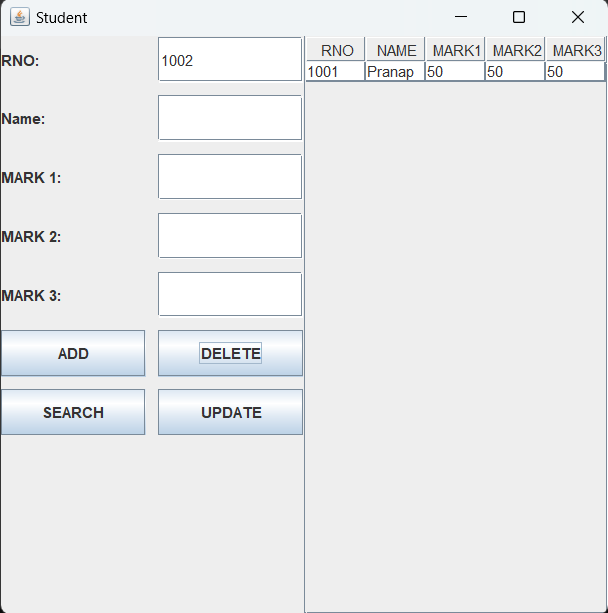 Student
RNO:
1002
Name:
MARK 1:
MARK 2:
MARK 3:
ADD
DELETE
SEARCH
UPDATE
RNO NAME MARK1 MARK2 MARK3
1001 Pranap 50 50 50